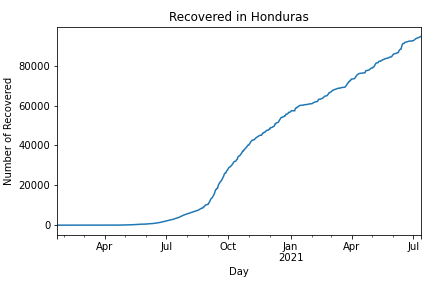 Recovered in Honduras
Number of Recovered
80000
60000
40000
20000
0
Apr
Jul
Oct
Jan
2021
Apr
Jul
Day